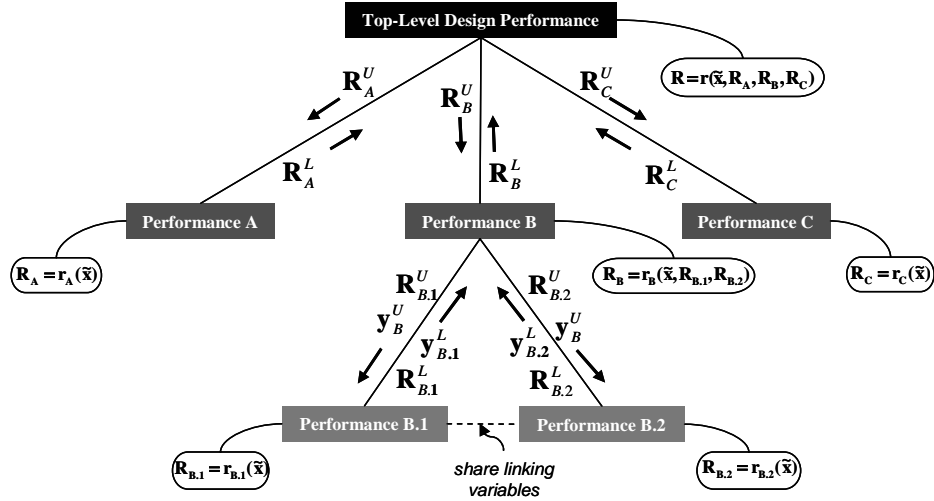 Top-Level Design Performance
R=r(x̃,R_A,R_B,R_C)
R_A^U
R_B^U
R_C^U
R_A^L
R_B^L
R_C^L
Performance A
Performance B
Performance C
R_A=r_A(x̃)
R_B=r_B(x̃,R_B.1,R_B.2)
R_C=r_C(x̃)
R_B.1^U
R_B.2^U
y_B^U
y_B.1^L
y_B.2^L
y_B^U
R_B.1^L
R_B.2^L
Performance B.1
Performance B.2
R_B.1=r_B.1(x̃)
share linking
variables
R_B.2=r_B.2(x̃)